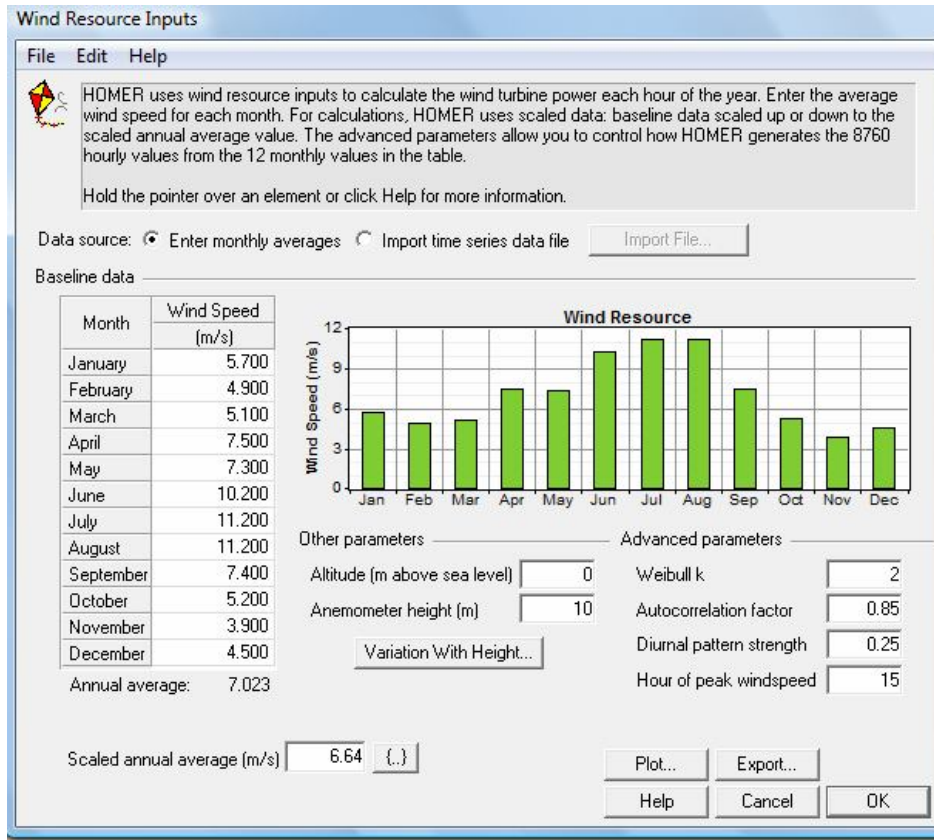 Wind Resource Inputs
File Edit Help
HOMER uses wind resource inputs to calculate the wind turbine power each hour of the year. Enter the average
wind speed for each month. For calculations, HOMER uses scaled data: baseline data scaled up or down to the
scaled annual average value. The advanced parameters allow you to control how HOMER generates the 8760
hourly values from the 12 monthly values in the table.
Hold the pointer over an element or click Help for more information.
Data source: Enter monthly averages Import time series data file Import File...
Baseline data
Month Wind Speed
(m/s)
January 5.700
February 4.900
March 5.100
April 7.500
May 7.300
June 10.200
July 11.200
August 11.200
September 7.400
October 5.200
November 3.900
December 4.500
Annual average: 7.023
Wind Resource
Wind Speed (m/s)
12
9
6
3
0
Jan Feb Mar Apr May Jun Jul Aug Sep Oct Nov Dec
Other parameters
Altitude (m above sea level) 0
Anemometer height (m) 10
Variation With Height...
Advanced parameters
Weibull k 2
Autocorrelation factor 0.85
Diurnal pattern strength 0.25
Hour of peak windspeed 15
Scaled annual average (m/s) 6.64 {..}
Plot... Export...
Help Cancel OK